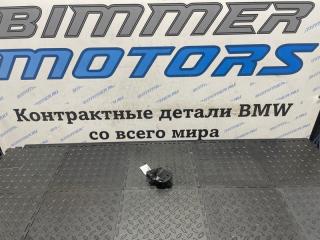 BIMMER
MOTORS
Контрактные детали BMW
со всего мира